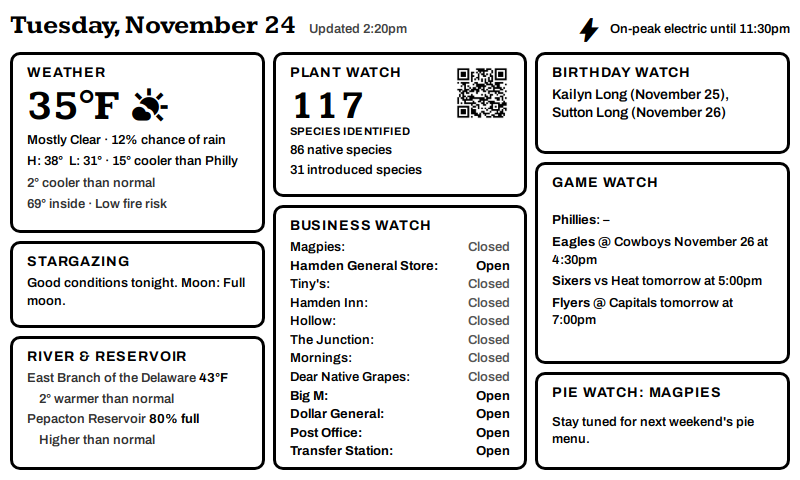 Tuesday, November 24 Updated 2:20pm
On-peak electric until 11:30pm
WEATHER
35°F
Mostly Clear · 12% chance of rain
H: 38° L: 31° · 15° cooler than Philly
2° cooler than normal
69° inside · Low fire risk
STARGAZING
Good conditions tonight. Moon: Full
moon.
RIVER & RESERVOIR
East Branch of the Delaware 43°F
2° warmer than normal
Pepacton Reservoir 80% full
Higher than normal
PLANT WATCH
117
SPECIES IDENTIFIED
86 native species
31 introduced species
BUSINESS WATCH
Magpies: Closed
Hamden General Store: Open
Tiny's: Closed
Hamden Inn: Closed
Hollow: Closed
The Junction: Closed
Mornings: Closed
Dear Native Grapes: Closed
Big M: Open
Dollar General: Open
Post Office: Open
Transfer Station: Open
BIRTHDAY WATCH
Kailyn Long (November 25),
Sutton Long (November 26)
GAME WATCH
Phillies: –
Eagles @ Cowboys November 26 at
4:30pm
Sixers vs Heat tomorrow at 5:00pm
Flyers @ Capitals tomorrow at
7:00pm
PIE WATCH: MAGPIES
Stay tuned for next weekend's pie
menu.